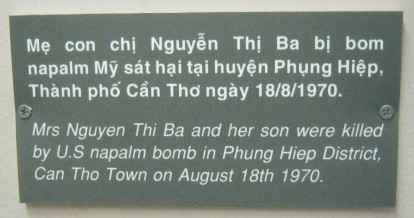 Mẹ con chị Nguyễn Thị Ba bị bom
napalm Mỹ sát hại tại huyện Phụng Hiệp,
Thành phố Cần Thơ ngày 18/8/1970.
Mrs Nguyen Thi Ba and her son were killed
by U.S napalm bomb in Phung Hiep District,
Can Tho Town on August 18th 1970.